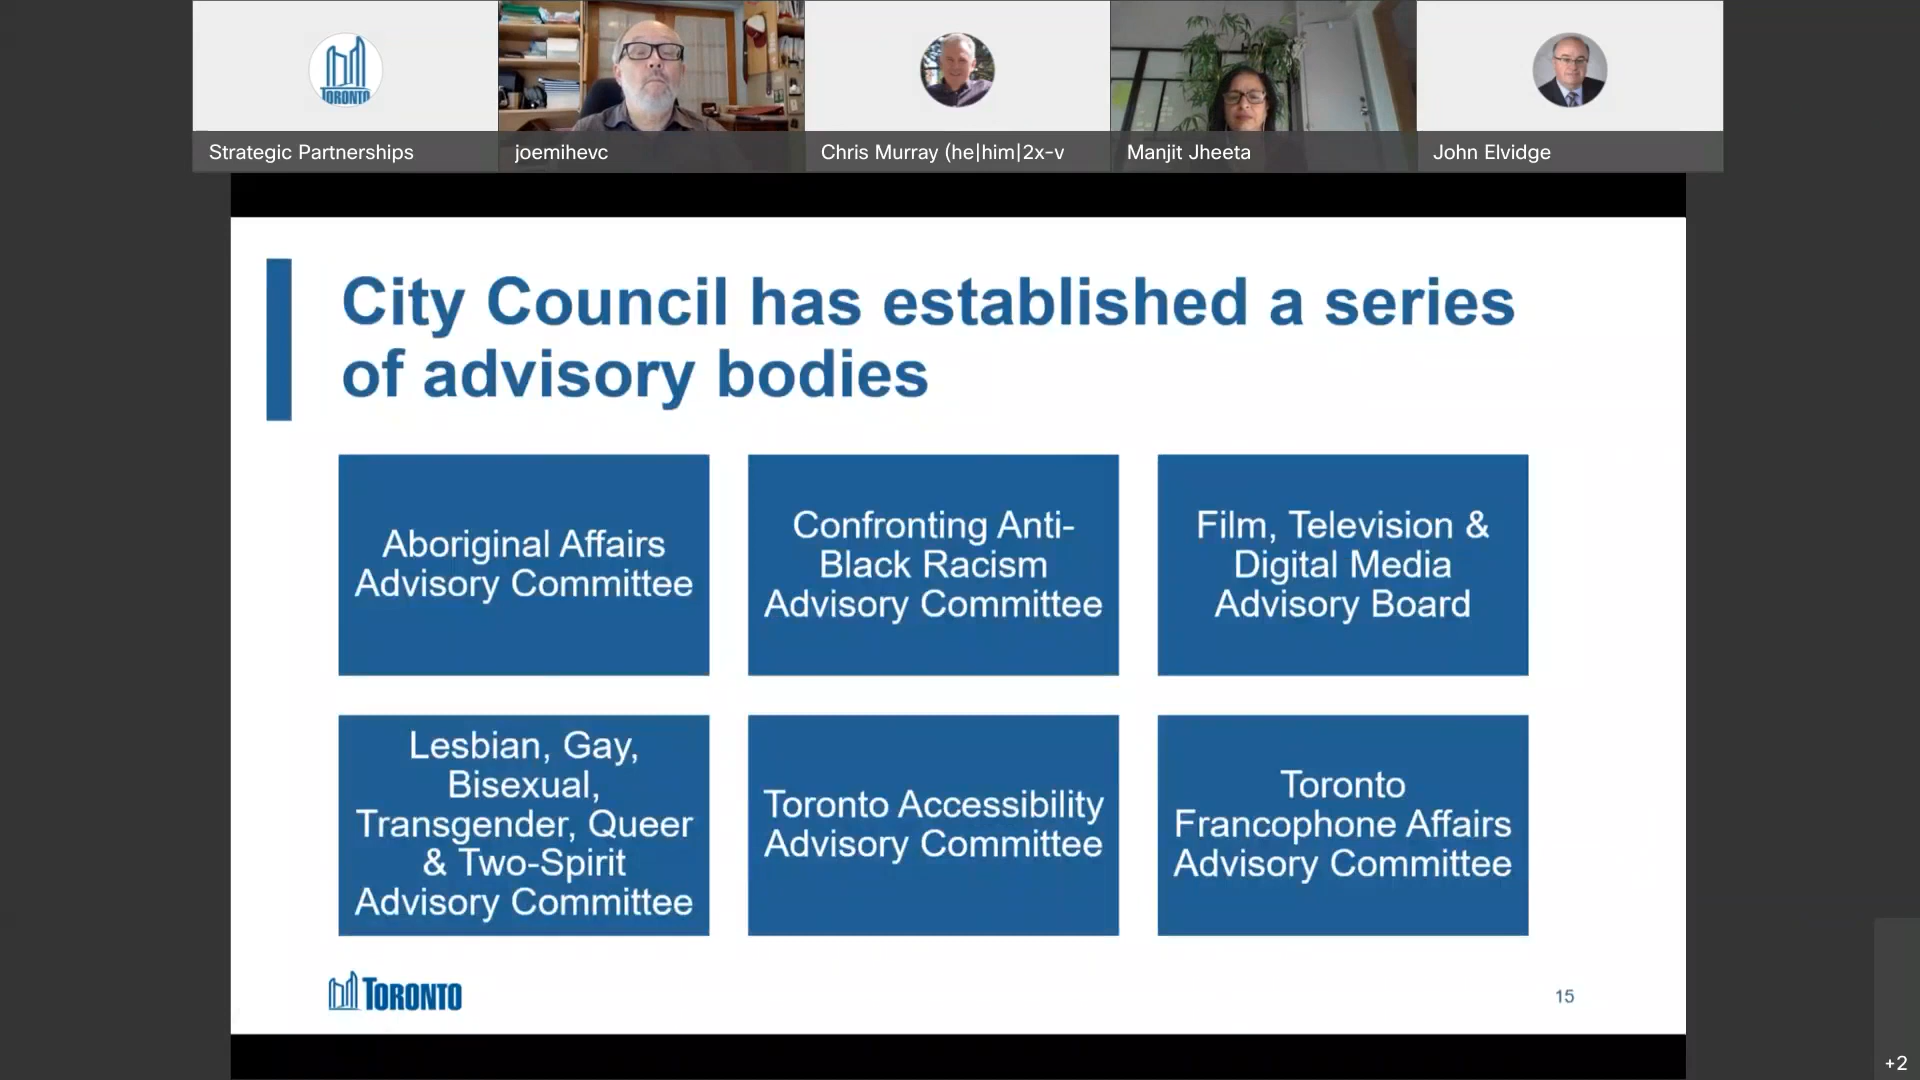 TORONTO
Strategic Partnerships
joemihevc
Chris Murray (he|him|2x-v
Manjit Jheeta
John Elvidge
City Council has established a series
of advisory bodies
Aboriginal Affairs
Advisory Committee
Confronting Anti-
Black Racism
Advisory Committee
Film, Television &
Digital Media
Advisory Board
Lesbian, Gay,
Bisexual,
Transgender, Queer
& Two-Spirit
Advisory Committee
Toronto Accessibility
Advisory Committee
Toronto
Francophone Affairs
Advisory Committee
TORONTO
15
+2